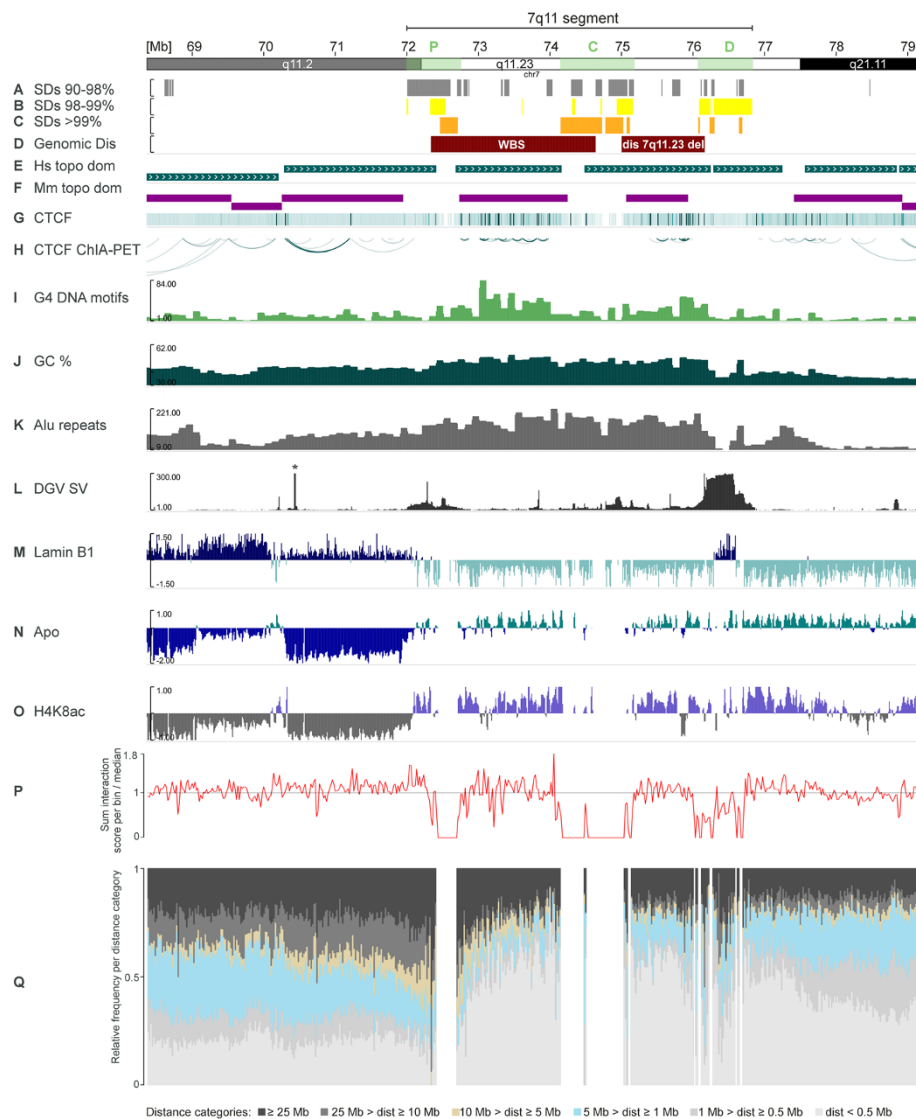 7q11 segment
[Mb] 69 70 71 72 P 73 74 C 75 76 D 77 78 79
q11.2 q11.23 q21.11
chr7
A SDs 90-98%
B SDs 98-99%
C SDs >99%
D Genomic Dis WBS dis 7q11.23 del
E Hs topo dom
F Mm topo dom
G CTCF
H CTCF ChIA-PET
84.00
I G4 DNA motifs
1.00
62.00
J GC %
30.00
221.00
K Alu repeats
9.00
300.00 *
L DGV SV
1.00
1.50
M Lamin B1
-1.50
1.00
N Apo
-2.00
1.00
O H4K8ac
1.8
P Sum interaction score per bin / median
1
0
1
Q Relative frequency per distance category
0.5
0
Distance categories: ≥ 25 Mb 25 Mb > dist ≥ 10 Mb 10 Mb > dist ≥ 5 Mb 5 Mb > dist ≥ 1 Mb 1 Mb > dist ≥ 0.5 Mb dist < 0.5 Mb